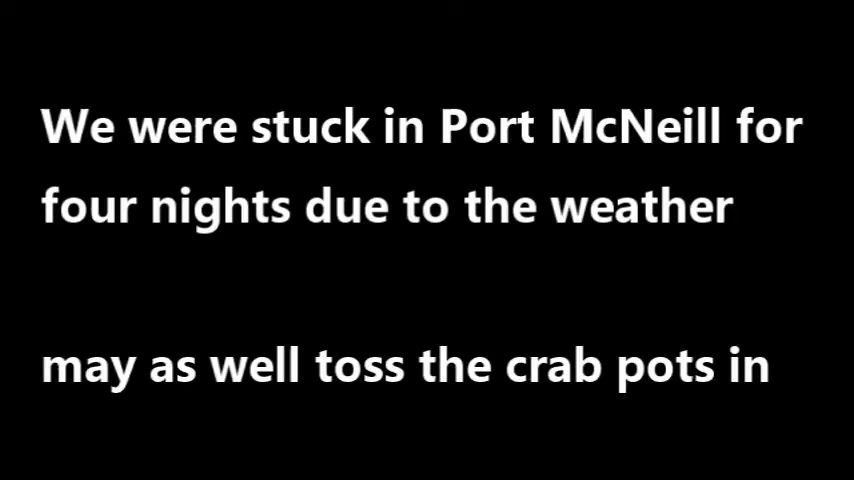 We were stuck in Port McNeill for
four nights due to the weather
may as well toss the crab pots in